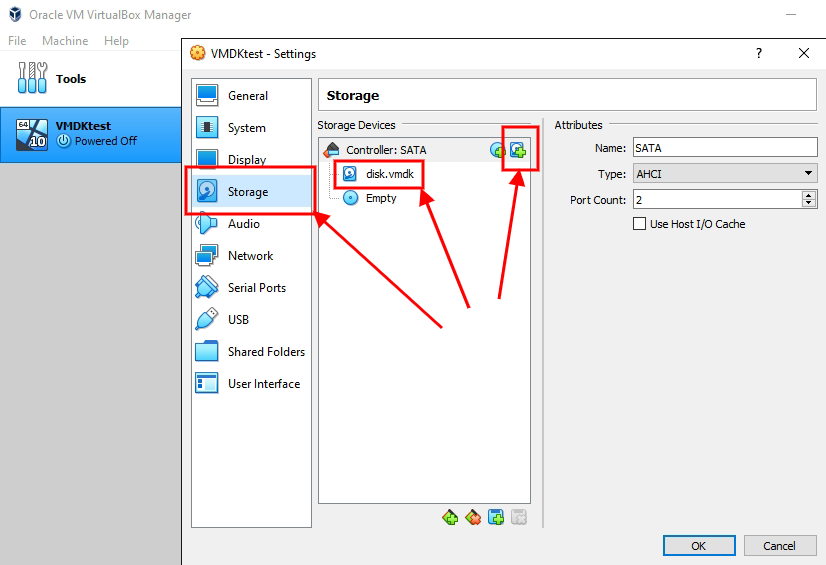 Oracle VM VirtualBox Manager
File Machine Help
VMDKtest - Settings
?
Tools
64
10
VMDKtest
Powered Off
General
System
Display
Storage
Audio
Network
Serial Ports
USB
Shared Folders
User Interface
Storage
Storage Devices
Controller: SATA
disk.vmdk
Empty
Attributes
Name: SATA
Type: AHCI
Port Count: 2
Use Host I/O Cache
OK Cancel